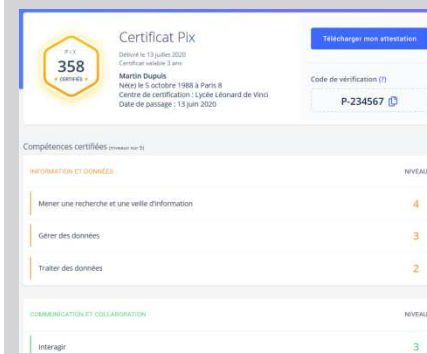 PIX
358
CERTIFIÉS
Certificat Pix
Délivré le 13 juillet 2020
Certificat valable 3 ans
Martin Dupuis
Né(e) le 5 octobre 1988 à Paris 8
Centre de certification : Lycée Léonard de Vinci
Date de passage : 13 juin 2020
Télécharger mon attestation
Code de vérification (?)
P-234567
Compétences certifiées (niveaux sur 5)
INFORMATION ET DONNÉES NIVEAU
Mener une recherche et une veille d'information 4
Gérer des données 3
Traiter des données 2
COMMUNICATION ET COLLABORATION NIVEAU
Interagir 3